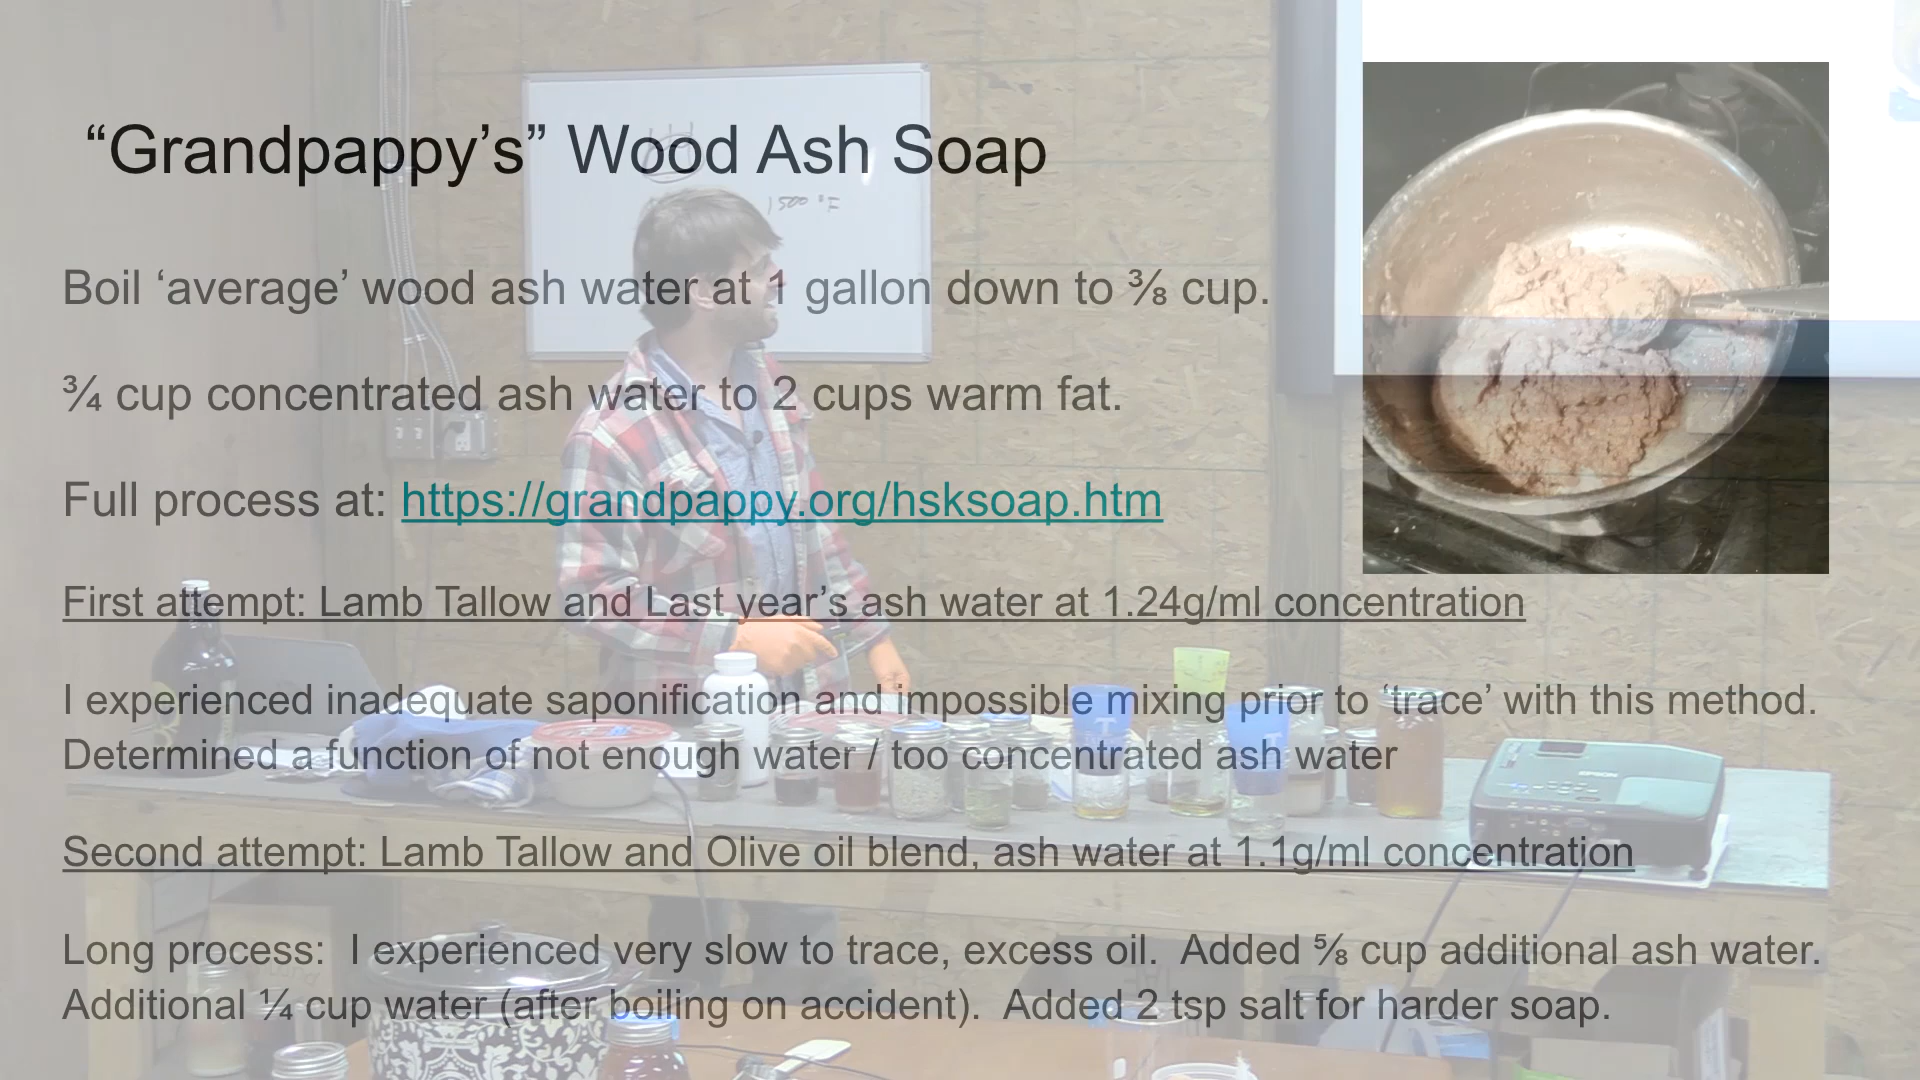 “Grandpappy’s” Wood Ash Soap
1500 °F
Boil ‘average’ wood ash water at 1 gallon down to ⅜ cup.
¾ cup concentrated ash water to 2 cups warm fat.
Full process at: https://grandpappy.org/hsksoap.htm
First attempt: Lamb Tallow and Last year’s ash water at 1.24g/ml concentration
I experienced inadequate saponification and impossible mixing prior to ‘trace’ with this method.
Determined a function of not enough water / too concentrated ash water
EPSON
Second attempt: Lamb Tallow and Olive oil blend, ash water at 1.1g/ml concentration
Long process:  I experienced very slow to trace, excess oil.  Added ⅝ cup additional ash water.
Additional ¼ cup water (after boiling on accident).  Added 2 tsp salt for harder soap.